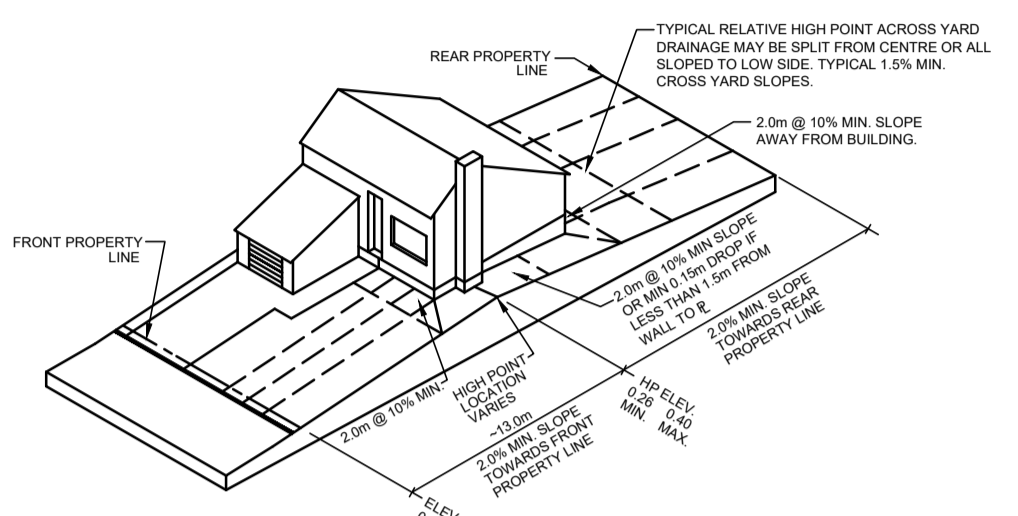 TYPICAL RELATIVE HIGH POINT ACROSS YARD
DRAINAGE MAY BE SPLIT FROM CENTRE OR ALL
SLOPED TO LOW SIDE. TYPICAL 1.5% MIN.
CROSS YARD SLOPES.
REAR PROPERTY
LINE
2.0m @ 10% MIN. SLOPE
AWAY FROM BUILDING.
FRONT PROPERTY
LINE
2.0m @ 10% MIN SLOPE
OR MIN 0.15m DROP IF
LESS THAN 1.5m FROM
WALL TO ⅊
2.0% MIN. SLOPE
TOWARDS REAR
PROPERTY LINE
2.0m @ 10% MIN.
HIGH POINT
LOCATION
VARIES
HP ELEV.
0.26 0.40
MIN. MAX.
~13.0m
2.0% MIN. SLOPE
TOWARDS FRONT
PROPERTY LINE
ELEV